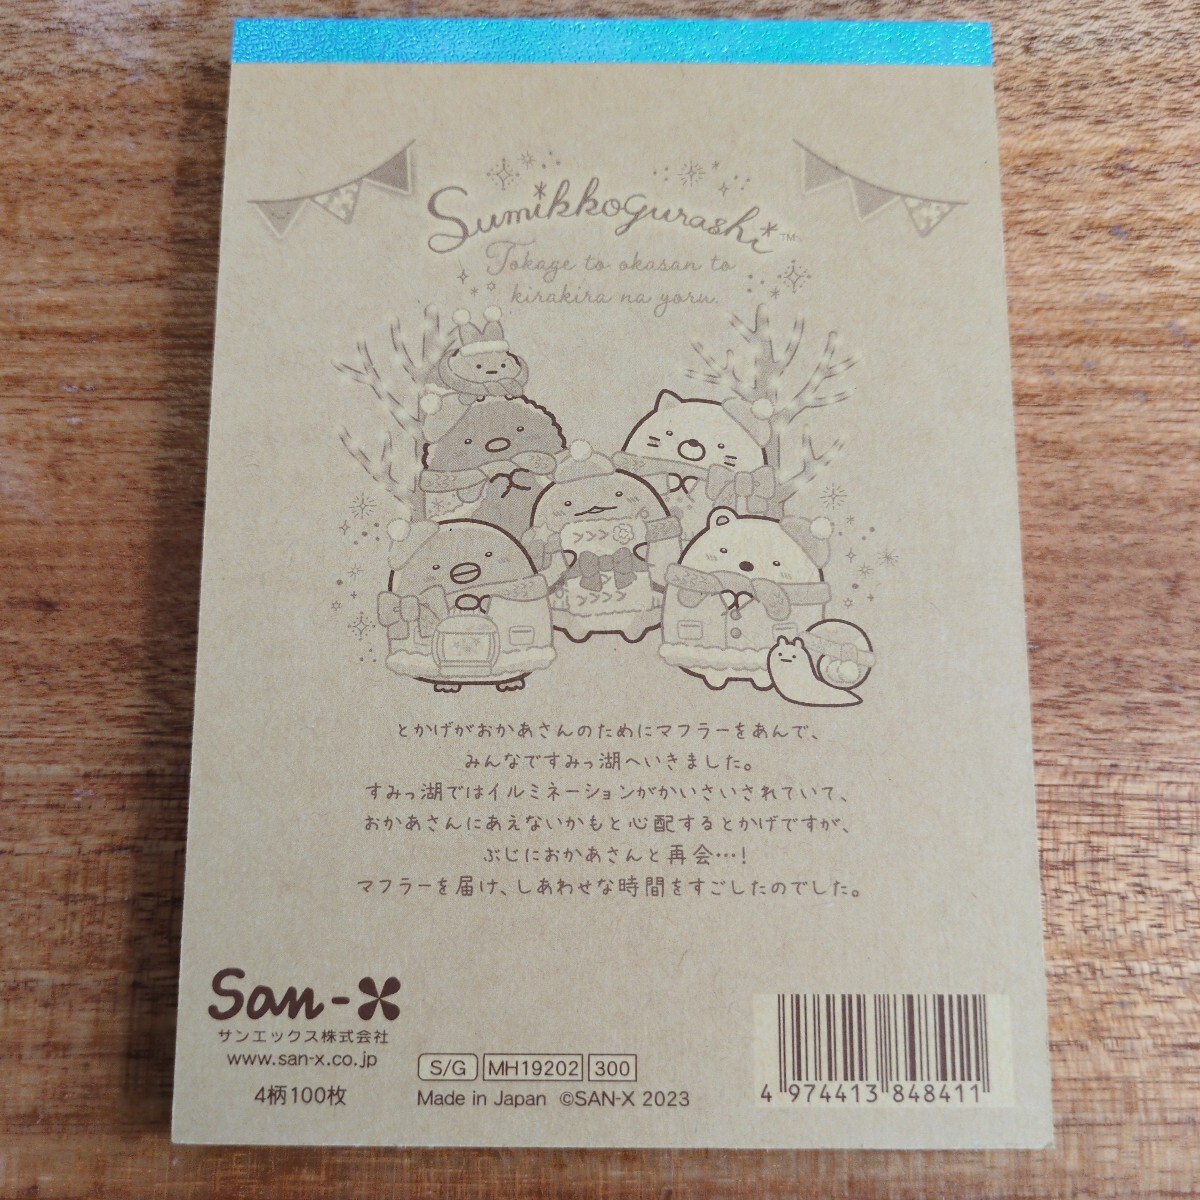 Sumikkogurashi™
Tokage to okasan to
kirakira na yoru.
とかげがおかあさんのためにマフラーをあんで、
みんなですみっ湖へいきました。
すみっ湖ではイルミネーションがかいさいされていて、
おかあさんにあえないかもと心配するとかげですが、
ぶじにおかあさんと再会…!
マフラーを届け、しあわせな時間をすごしたのでした。
San-X
サンエックス株式会社
www.san-x.co.jp
4柄100枚
S/G MH19202 300
Made in Japan ©SAN-X 2023
4 974413 848411